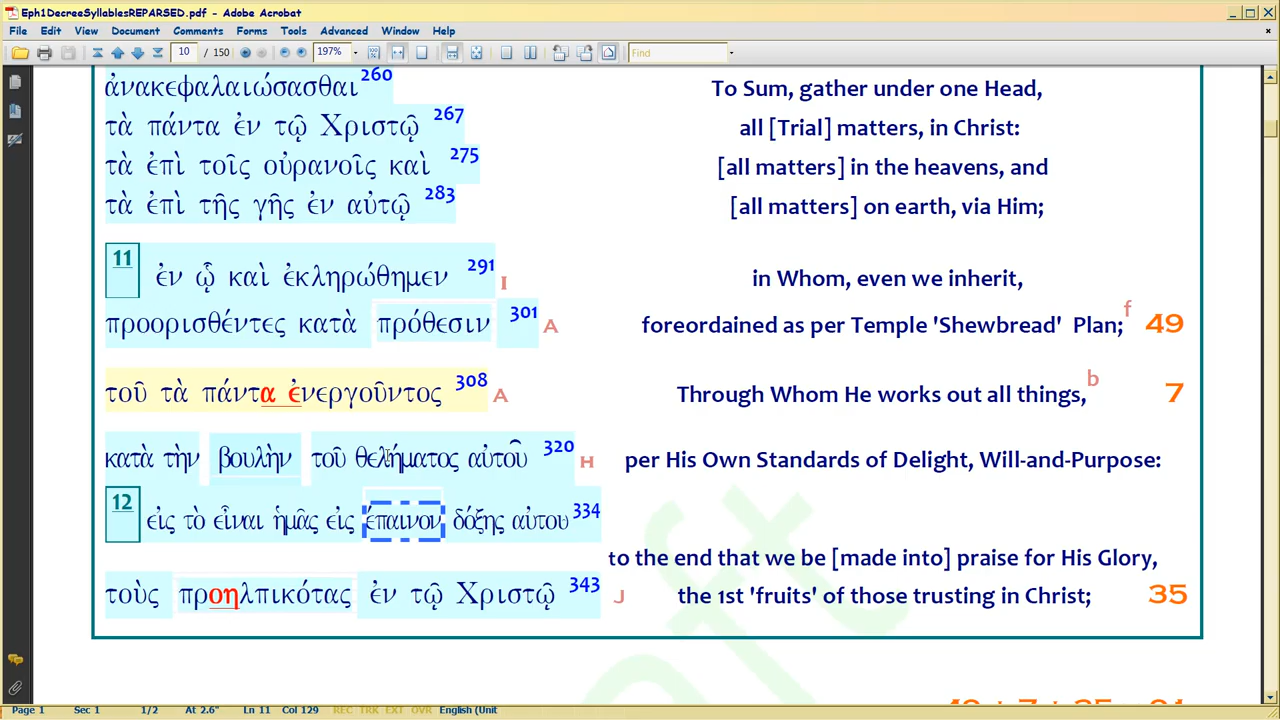 Eph1DecreeSyllablesREPARSED.pdf - Adobe Acrobat
File Edit View Document Comments Forms Tools Advanced Window Help
10 / 150 197% Find
ἀνακεφαλαιώσασθαι 260 To Sum, gather under one Head,
τὰ πάντα ἐν τῷ Χριστῷ 267 all [Trial] matters, in Christ:
τὰ ἐπὶ τοῖς οὐρανοῖς καὶ 275 [all matters] in the heavens, and
τὰ ἐπὶ τῆς γῆς ἐν αὐτῷ 283 [all matters] on earth, via Him;
11 ἐν ᾧ καὶ ἐκληρώθημεν 291 I in Whom, even we inherit,
προορισθέντες κατὰ πρόθεσιν 301 A foreordained as per Temple 'Shewbread' Plan; f 49
τοῦ τὰ πάντα ἐνεργοῦντος 308 A Through Whom He works out all things, b 7
κατὰ τὴν βουλὴν τοῦ θελήματος αὐτοῦ 320 H per His Own Standards of Delight, Will-and-Purpose:
12 εἰς τὸ εἶναι ἡμᾶς εἰς ἔπαινον δόξης αὐτου 334
to the end that we be [made into] praise for His Glory,
τοὺς προηλπικότας ἐν τῷ Χριστῷ 343 J the 1st 'fruits' of those trusting in Christ; 35
49 + 7 + 35 = 91
Page 1 Sec 1 1/2 At 2.6" Ln 11 Col 129 REC TRK EXT OVR English (Unit